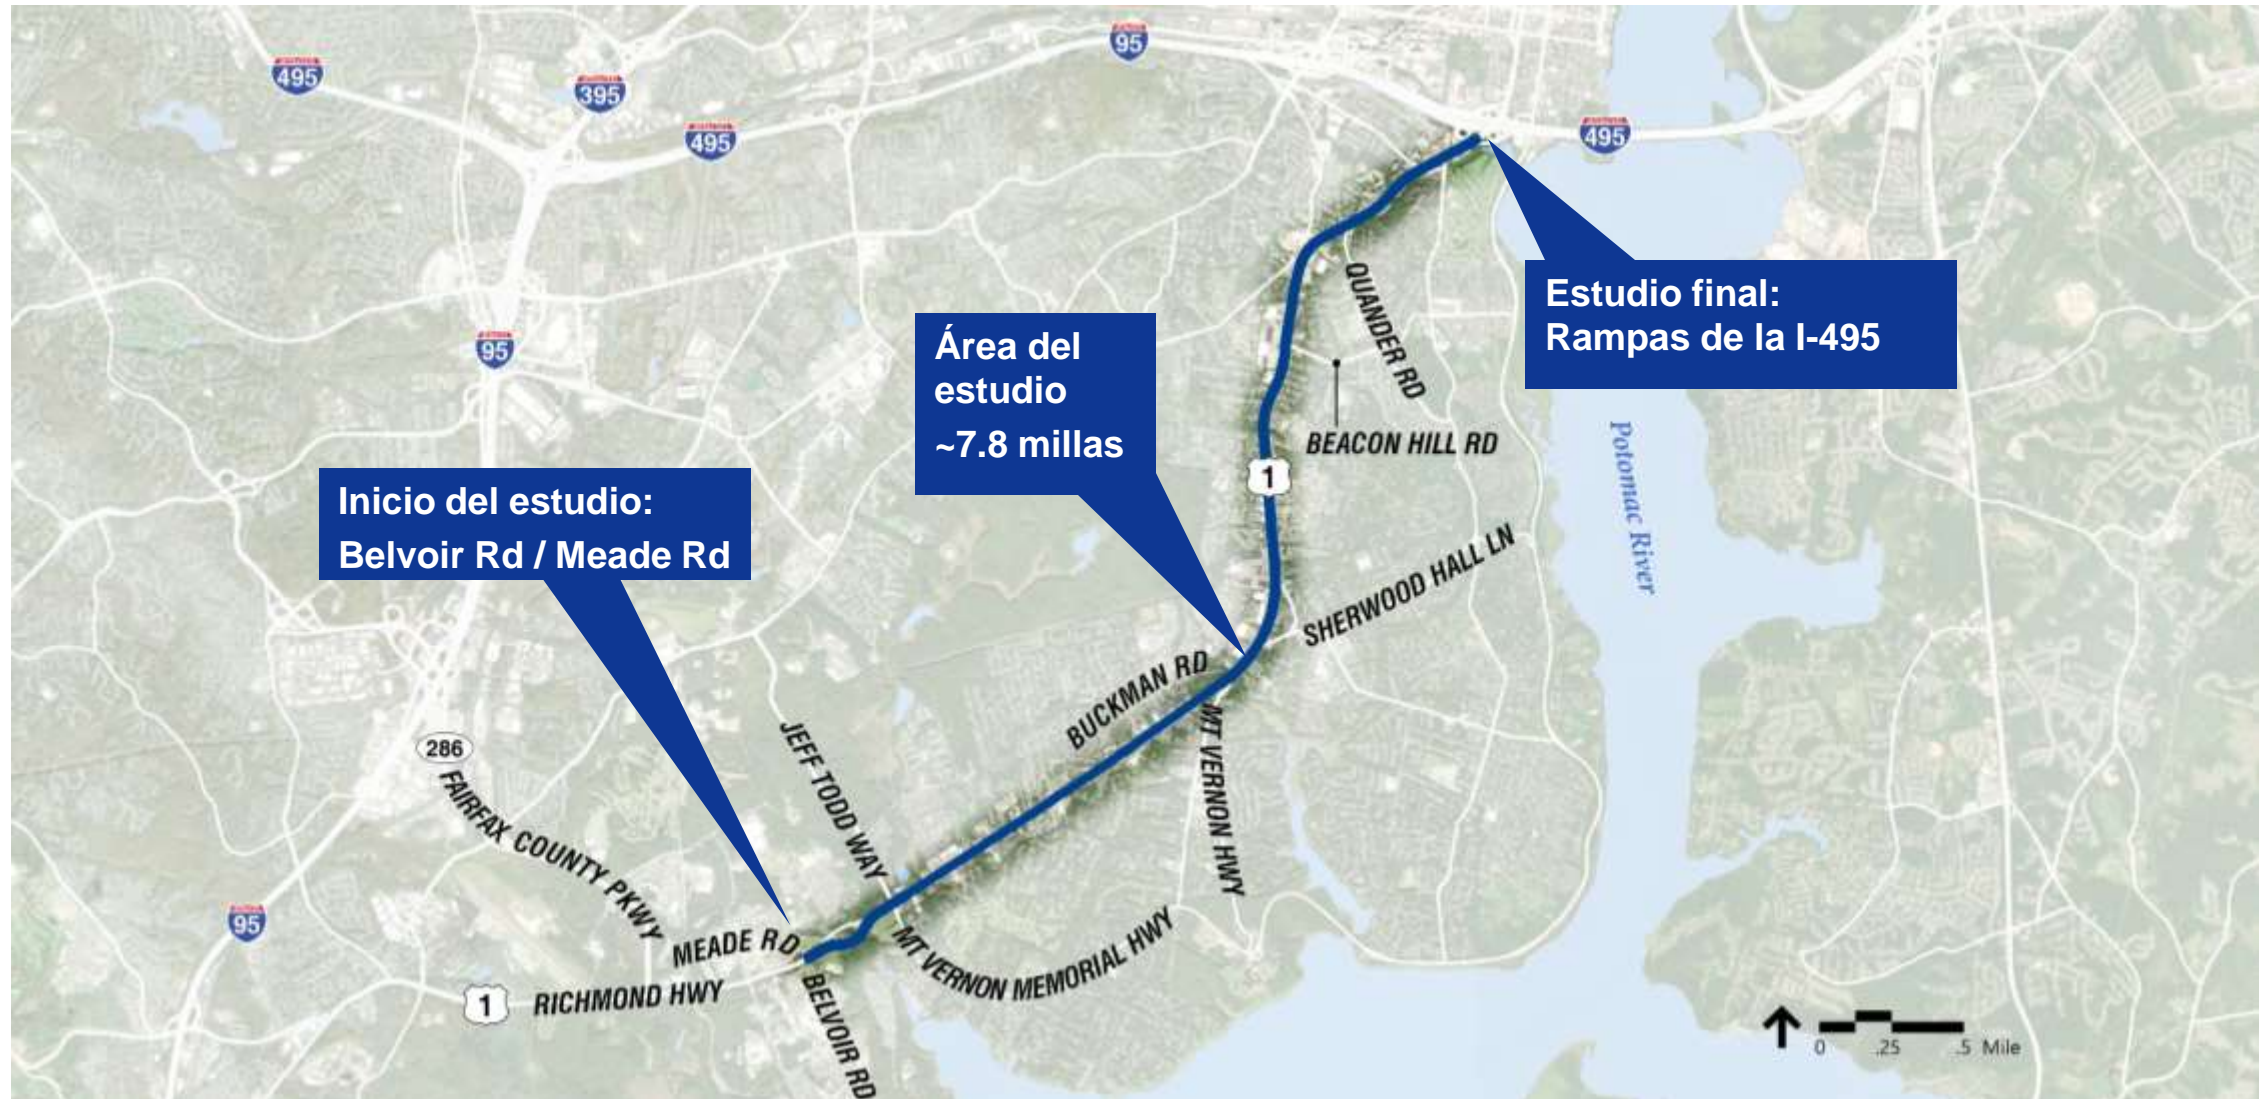 95
495
395
495
495
Estudio final:
Rampas de la I-495
QUANDER RD
Área del
estudio
~7.8 millas
95
BEACON HILL RD
1
Potomac River
Inicio del estudio:
Belvoir Rd / Meade Rd
SHERWOOD HALL LN
BUCKMAN RD
MT VERNON HWY
JEFF TODD WAY
286
FAIRFAX COUNTY PKWY
95
MEADE RD
MT VERNON MEMORIAL HWY
1
RICHMOND HWY
BELVOIR RD
0 .25 .5 Mile